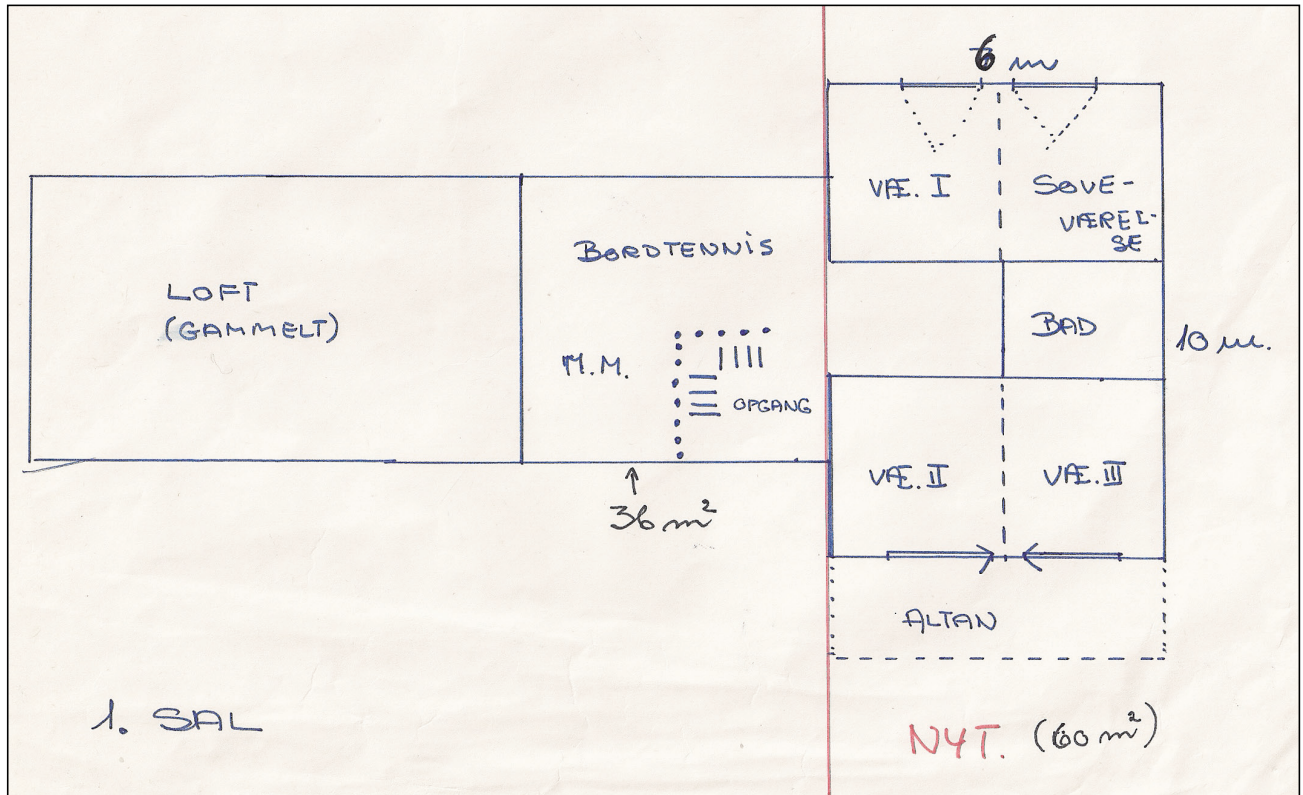 6 m
VÆ. I
SOVE-
VÆREL-
SE
BORDTENNIS
LOFT
(GAMMELT)
M.M.
OPGANG
BAD
10 m.
VÆ. II
VÆ. III
36 m²
ALTAN
1. SAL
NYT. (60 m²)